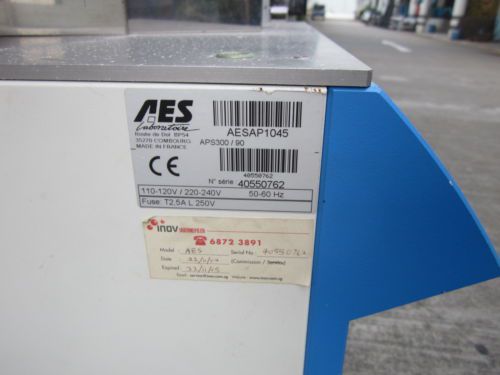 AES
Laboratoire
Route de Dol BP54
35270 COMBOURG
MADE IN FRANCE
AESAP1045
APS300 / 90
CE
40550762
N° série 40550762
110-120V / 220-240V 50-60 Hz
Fuse: T2,5A L 250V
inov
☎ 6872 3891
Model: AES Serial No: 40550762
Date: (Commission / Service)
Expired